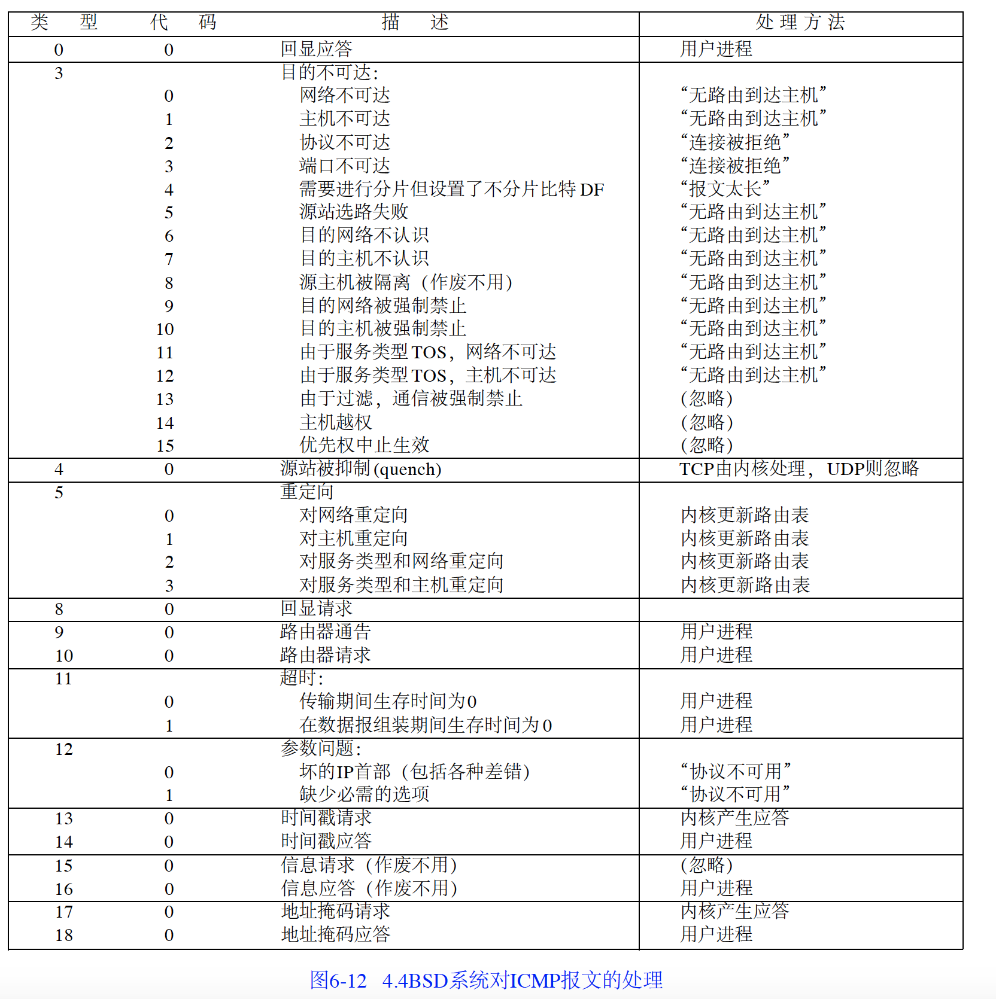 类 型 代 码 描 述 处理方法
0 0 回显应答 用户进程
3 目的不可达:
0 网络不可达 “无路由到达主机”
1 主机不可达 “无路由到达主机”
2 协议不可达 “连接被拒绝”
3 端口不可达 “连接被拒绝”
4 需要进行分片但设置了不分片比特DF “报文太长”
5 源站选路失败 “无路由到达主机”
6 目的网络不认识 “无路由到达主机”
7 目的主机不认识 “无路由到达主机”
8 源主机被隔离（作废不用） “无路由到达主机”
9 目的网络被强制禁止 “无路由到达主机”
10 目的主机被强制禁止 “无路由到达主机”
11 由于服务类型TOS，网络不可达 “无路由到达主机”
12 由于服务类型TOS，主机不可达 “无路由到达主机”
13 由于过滤，通信被强制禁止 （忽略）
14 主机越权 （忽略）
15 优先权中止生效 （忽略）
4 0 源站被抑制(quench) TCP由内核处理，UDP则忽略
5 重定向
0 对网络重定向 内核更新路由表
1 对主机重定向 内核更新路由表
2 对服务类型和网络重定向 内核更新路由表
3 对服务类型和主机重定向 内核更新路由表
8 0 回显请求
9 0 路由器通告 用户进程
10 0 路由器请求 用户进程
11 超时:
0 传输期间生存时间为0 用户进程
1 在数据报组装期间生存时间为0 用户进程
12 参数问题:
0 坏的IP首部（包括各种差错） “协议不可用”
1 缺少必需的选项 “协议不可用”
13 0 时间戳请求 内核产生应答
14 0 时间戳应答 用户进程
15 0 信息请求（作废不用） （忽略）
16 0 信息应答（作废不用） 用户进程
17 0 地址掩码请求 内核产生应答
18 0 地址掩码应答 用户进程
图6-12 4.4BSD系统对ICMP报文的处理